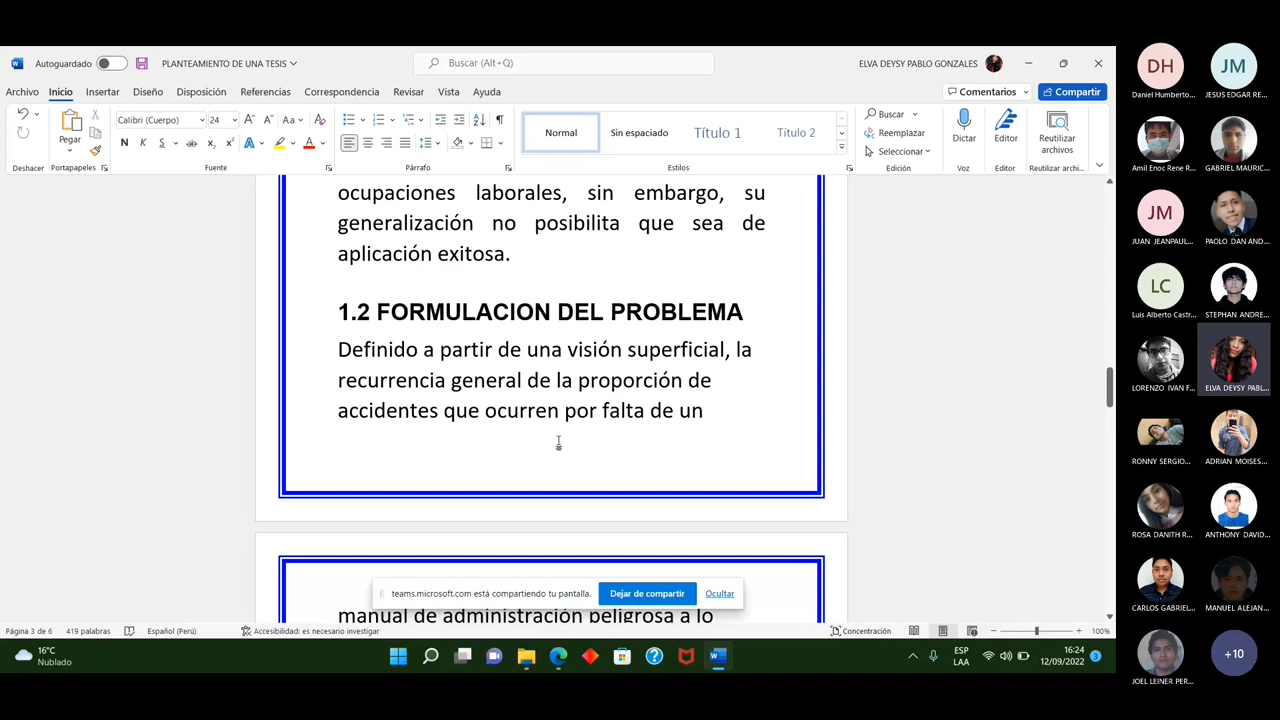 Autoguardado
PLANTEAMIENTO DE UNA TESIS
Buscar (Alt+Q)
ELVA DEYSY PABLO GONZALES
Archivo Inicio Insertar Diseño Disposición Referencias Correspondencia Revisar Vista Ayuda
Comentarios
Compartir
Pegar
Calibri (Cuerpo) 24
Normal
Sin espaciado
Título 1
Título 2
Buscar
Reemplazar
Seleccionar
Dictar
Editor
Reutilizar
archivos
Deshacer
Portapapeles
Fuente
Párrafo
Estilos
Edición
Voz
Editor
Reutilizar archi...
ocupaciones laborales, sin embargo, su
generalización no posibilita que sea de
aplicación exitosa.
1.2 FORMULACION DEL PROBLEMA
Definido a partir de una visión superficial, la
recurrencia general de la proporción de
accidentes que ocurren por falta de un
teams.microsoft.com está compartiendo tu pantalla.
Dejar de compartir
Ocultar
manual de administración peligrosa a lo
Página 3 de 6
419 palabras
Español (Perú)
Accesibilidad: es necesario investigar
Concentración
100%
16°C
Nublado
ESP
LAA
16:24
12/09/2022
3
DH
Daniel Humberto...
JM
JESUS EDGAR RE...
Amil Enoc Rene R...
GABRIEL MAURIC...
JM
JUAN JEANPAUL...
PAOLO DAN AND...
LC
Luis Alberto Castr...
STEPHAN ANDRE...
LORENZO IVAN F...
ELVA DEYSY PABL...
RONNY SERGIO...
ADRIAN MOISES...
ROSA DANITH R...
ANTHONY DAVID...
CARLOS GABRIEL...
MANUEL ALEJAN...
JOEL LEINER PER...
+10